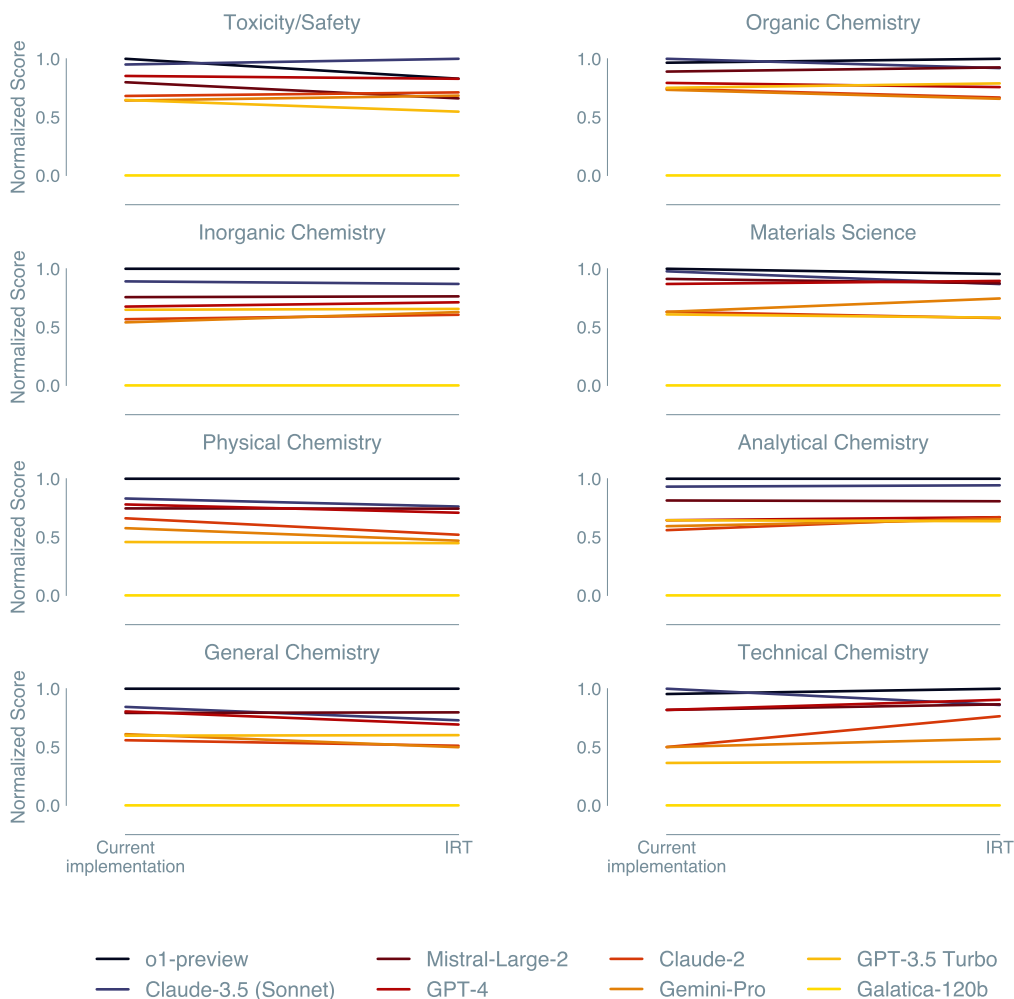 Toxicity/Safety
Organic Chemistry
Normalized Score
1.0
0.5
0.0
1.0
0.5
0.0
Inorganic Chemistry
Materials Science
Normalized Score
1.0
0.5
0.0
1.0
0.5
0.0
Physical Chemistry
Analytical Chemistry
Normalized Score
1.0
0.5
0.0
1.0
0.5
0.0
General Chemistry
Technical Chemistry
Normalized Score
1.0
0.5
0.0
1.0
0.5
0.0
Current
implementation
IRT
Current
implementation
IRT
o1-preview
Mistral-Large-2
Claude-2
GPT-3.5 Turbo
Claude-3.5 (Sonnet)
GPT-4
Gemini-Pro
Galatica-120b